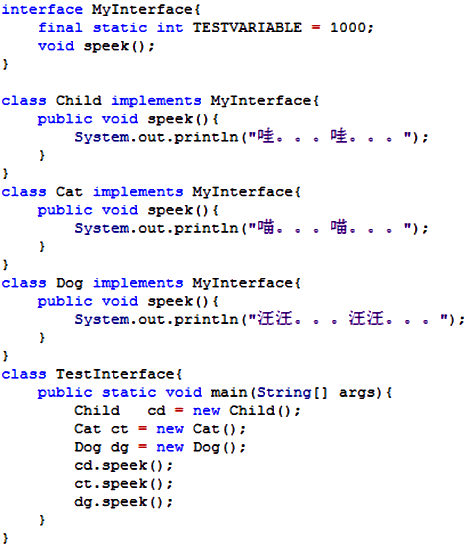 interface MyInterface{
    final static int TESTVARIABLE = 1000;
    void speek();
}

class Child implements MyInterface{
    public void speek(){
        System.out.println("哇。。。哇。。。");
    }
}
class Cat implements MyInterface{
    public void speek(){
        System.out.println("喵。。。喵。。。");
    }
}
class Dog implements MyInterface{
    public void speek(){
        System.out.println("汪汪。。。汪汪。。。");
    }
}
class TestInterface{
    public static void main(String[] args){
        Child   cd = new Child();
        Cat ct = new Cat();
        Dog dg = new Dog();
        cd.speek();
        ct.speek();
        dg.speek();
    }
}